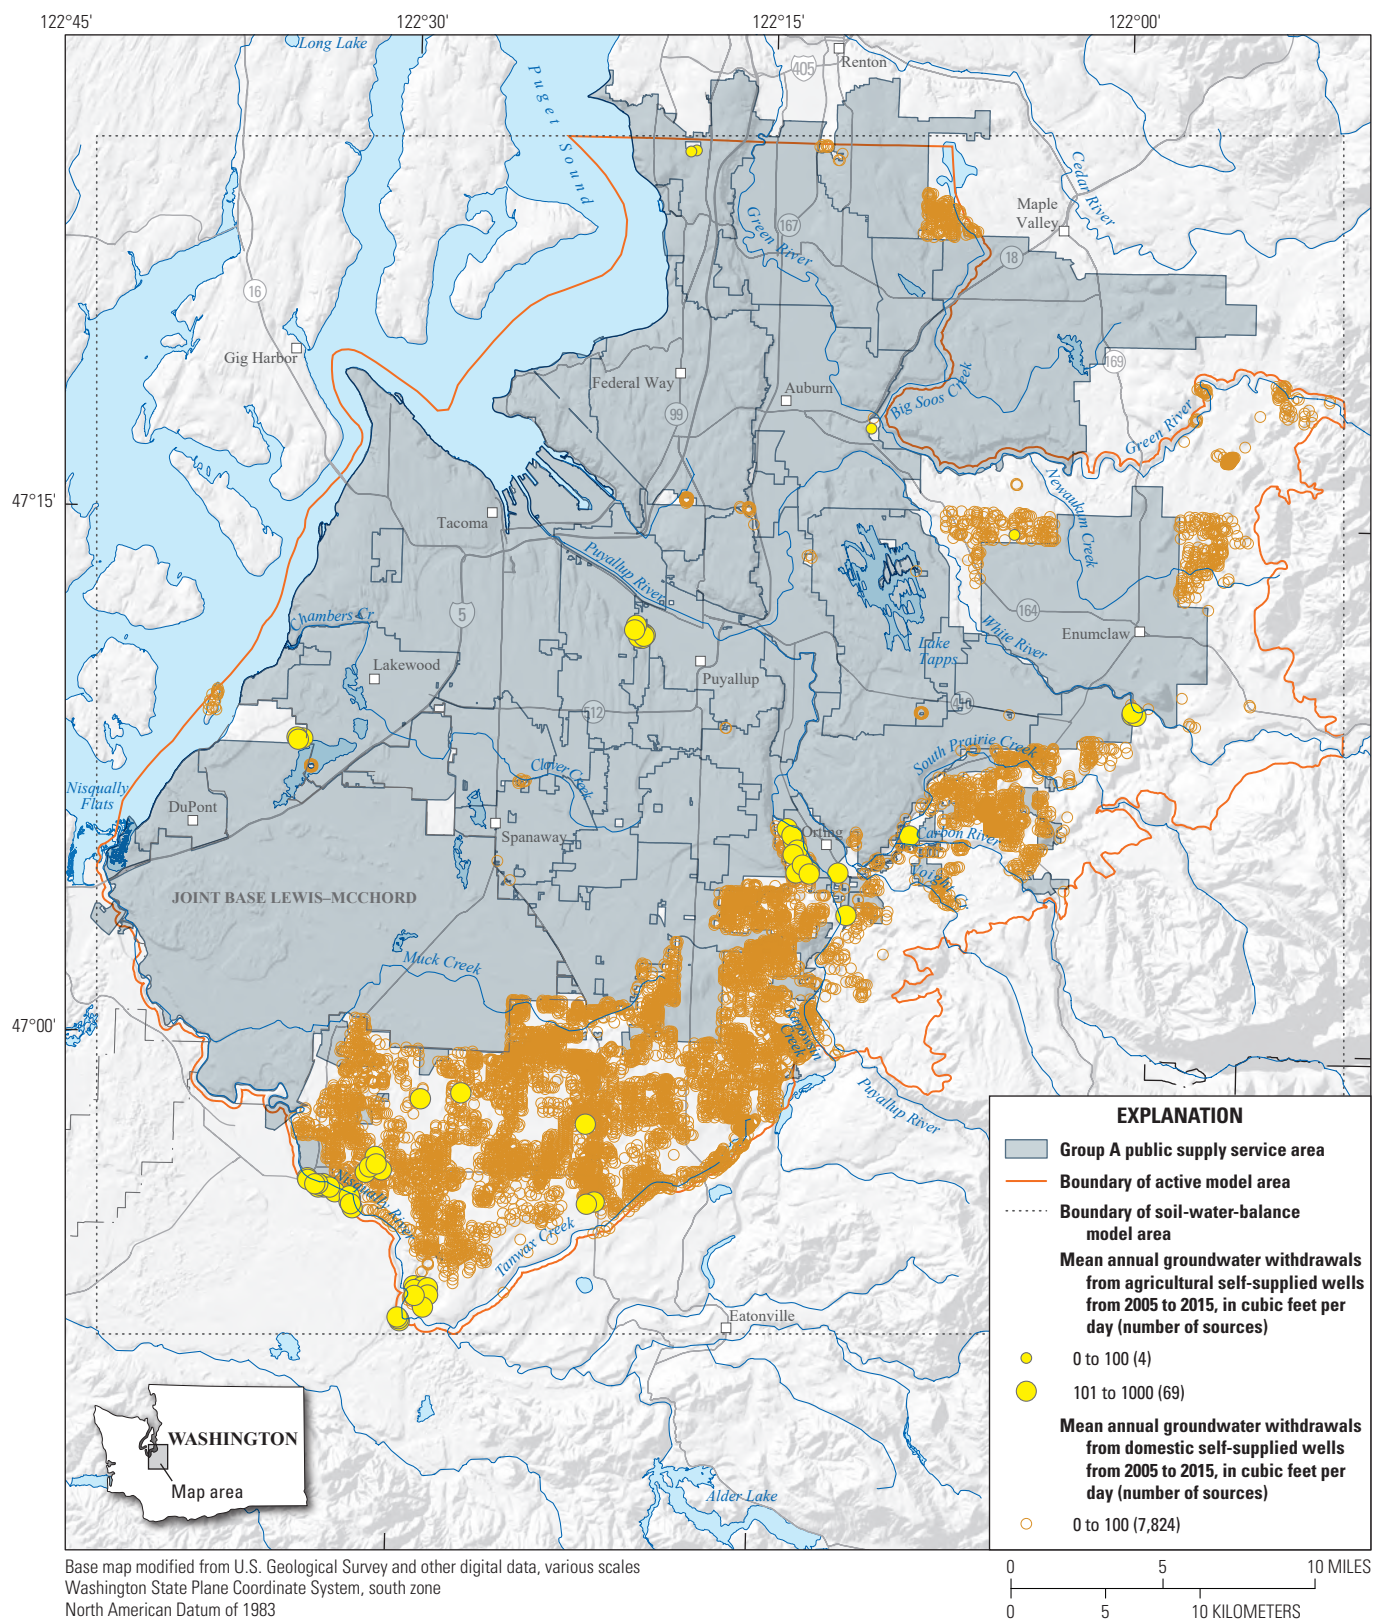 122°45'
122°30'
122°15'
122°00'
Long Lake
Puget Sound
405
Renton
Cedar River
Maple
Valley
Green River
167
18
16
Gig Harbor
169
Federal Way
Auburn
Big Soos Creek
99
Green River
47°15'
Newaukum Creek
Tacoma
Puyallup River
5
Chambers Cr
164
White River
Enumclaw
Lake
Tapps
Lakewood
Puyallup
512
410
South Prairie Creek
Clover Creek
Nisqually
Flats
DuPont
Spanaway
Orting
Carbon River
Voight
JOINT BASE LEWIS–MCCHORD
Muck Creek
47°00'
Kapowsin
Creek
Puyallup River
Nisqually River
Tanwax Creek
Eatonville
Alder Lake
EXPLANATION
Group A public supply service area
Boundary of active model area
Boundary of soil-water-balance
model area
Mean annual groundwater withdrawals
from agricultural self-supplied wells
from 2005 to 2015, in cubic feet per
day (number of sources)
0 to 100 (4)
101 to 1000 (69)
Mean annual groundwater withdrawals
from domestic self-supplied wells
from 2005 to 2015, in cubic feet per
day (number of sources)
0 to 100 (7,824)
WASHINGTON
Map area
Base map modified from U.S. Geological Survey and other digital data, various scales
Washington State Plane Coordinate System, south zone
North American Datum of 1983
0 5 10 MILES
0 5 10 KILOMETERS